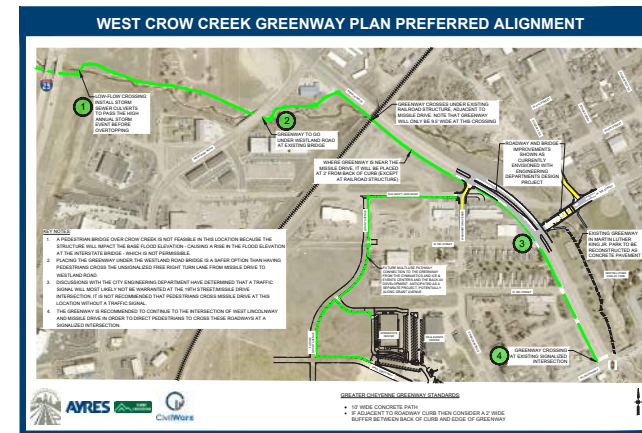 WEST CROW CREEK GREENWAY PLAN PREFERRED ALIGNMENT
25
1
LOW-FLOW CROSSING
INSTALL STORM
SEWER CULVERTS
TO PASS THE HIGH
ANNUAL STORM
EVENT BEFORE
OVERTOPPING
2
GREENWAY TO GO
UNDER WESTLAND ROAD
AT EXISTING BRIDGE
GREENWAY CROSSES UNDER EXISTING
RAILROAD STRUCTURE, ADJACENT TO
MISSILE DRIVE. NOTE THAT GREENWAY
WILL ONLY BE 9.5' WIDE AT THIS CROSSING
WHERE GREENWAY IS NEAR THE
MISSILE DRIVE, IT WILL BE PLACED
AT 2' FROM BACK OF CURB (EXCEPT
AT RAILROAD STRUCTURE)
ROADWAY AND BRIDGE
IMPROVEMENTS
SHOWN AS
CURRENTLY
ENVISIONED WITH
ENGINEERING
DEPARTMENTS DESIGN
PROJECT
3
EXISTING GREENWAY
IN MARTIN LUTHER
KING JR. PARK TO BE
RECONSTRUCTED AS
CONCRETE PAVEMENT
FUTURE MULTI-USE PATHWAY
CONNECTION TO THE GREENWAY
4
GREENWAY CROSSING
AT EXISTING SIGNALIZED
INTERSECTION
KEY NOTES:
1. A PEDESTRIAN BRIDGE OVER CROW CREEK IS NOT FEASIBLE IN THIS LOCATION BECAUSE THE
STRUCTURE WILL IMPACT THE BASE FLOOD ELEVATION - CAUSING A RISE IN THE FLOOD ELEVATION
AT THE INTERSTATE BRIDGE - WHICH IS NOT PERMISSIBLE.
2. PLACING THE GREENWAY UNDER THE WESTLAND ROAD BRIDGE IS A SAFER OPTION THAN HAVING
PEDESTRIANS CROSS THE UNSIGNALIZED FREE RIGHT TURN LANE FROM MISSILE DRIVE TO
WESTLAND ROAD.
3. DISCUSSIONS WITH THE CITY ENGINEERING DEPARTMENT HAVE DETERMINED THAT A TRAFFIC
SIGNAL WILL MOST LIKELY NOT BE WARRANTED AT THE 19TH STREET/MISSILE DRIVE
INTERSECTION. IT IS NOT RECOMMENDED THAT PEDESTRIANS CROSS MISSILE DRIVE AT THIS
LOCATION WITHOUT A TRAFFIC SIGNAL.
4. THE GREENWAY IS RECOMMENDED TO CONTINUE TO THE INTERSECTION OF WEST LINCOLNWAY
AND MISSILE DRIVE IN ORDER TO DIRECT PEDESTRIANS TO CROSS THESE ROADWAYS AT A
SIGNALIZED INTERSECTION.
AYRES
CivilWorx
GREATER CHEYENNE GREENWAY STANDARDS:
• 10' WIDE CONCRETE PATH
• IF ADJACENT TO ROADWAY CURB THEN CONSIDER A 2' WIDE
BUFFER BETWEEN BACK OF CURB AND EDGE OF GREENWAY